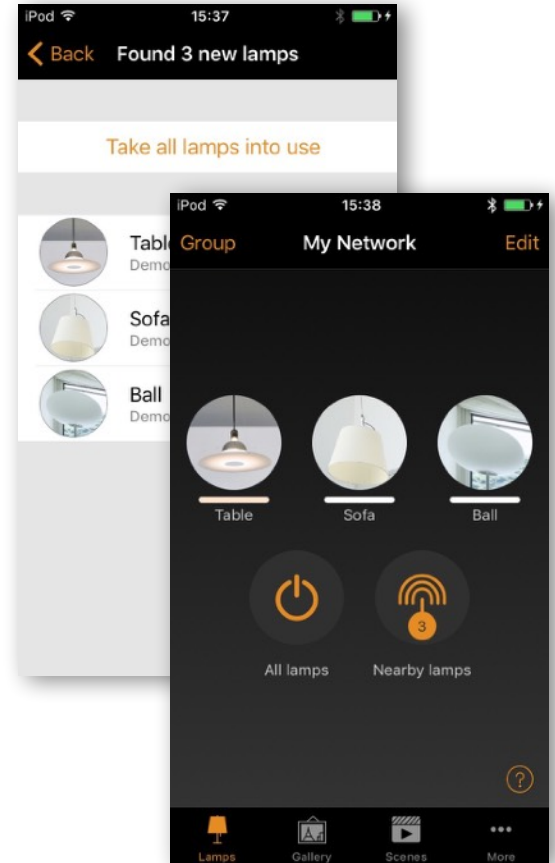 iPod 15:37
Back Found 3 new lamps
Take all lamps into use
Tabl
Demo
Sofa
Demo
Ball
Demo
iPod 15:38
Group My Network Edit
Table Sofa Ball
3
All lamps Nearby lamps
?
Lamps Gallery Scenes More